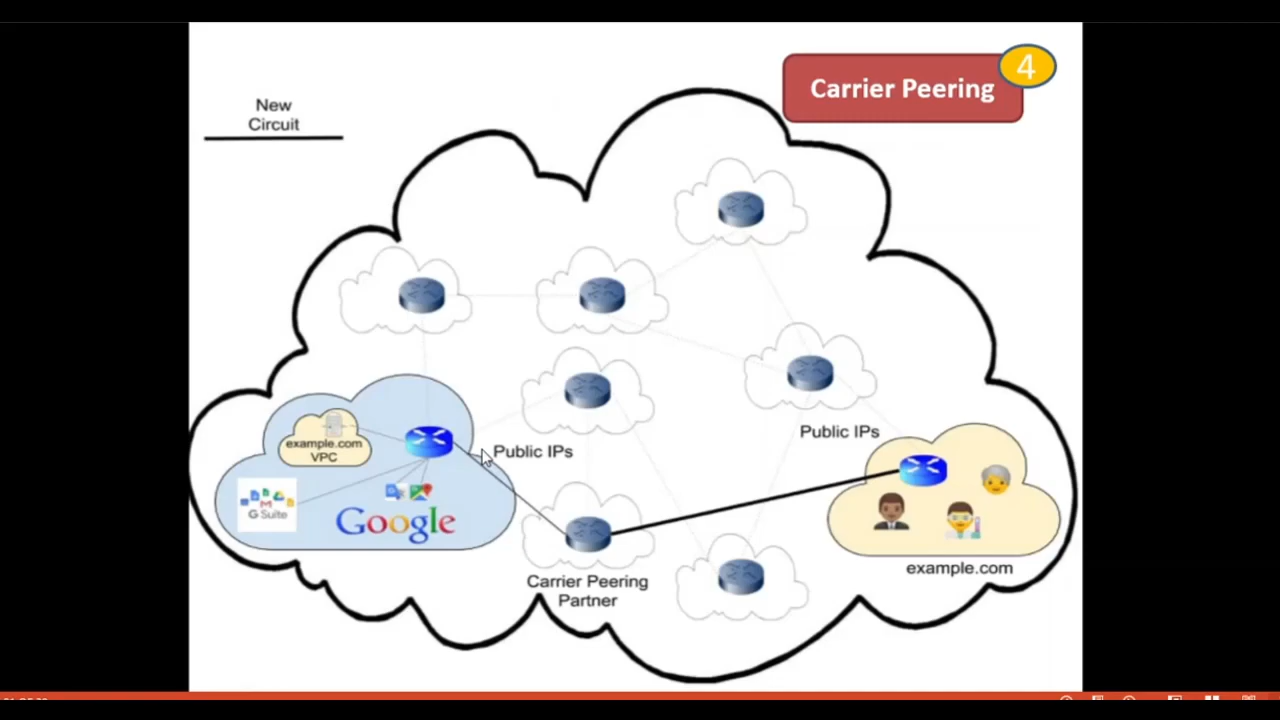 Carrier Peering
4
New
Circuit
Public IPs
example.com
VPC
Public IPs
G Suite
Google
Carrier Peering
Partner
example.com